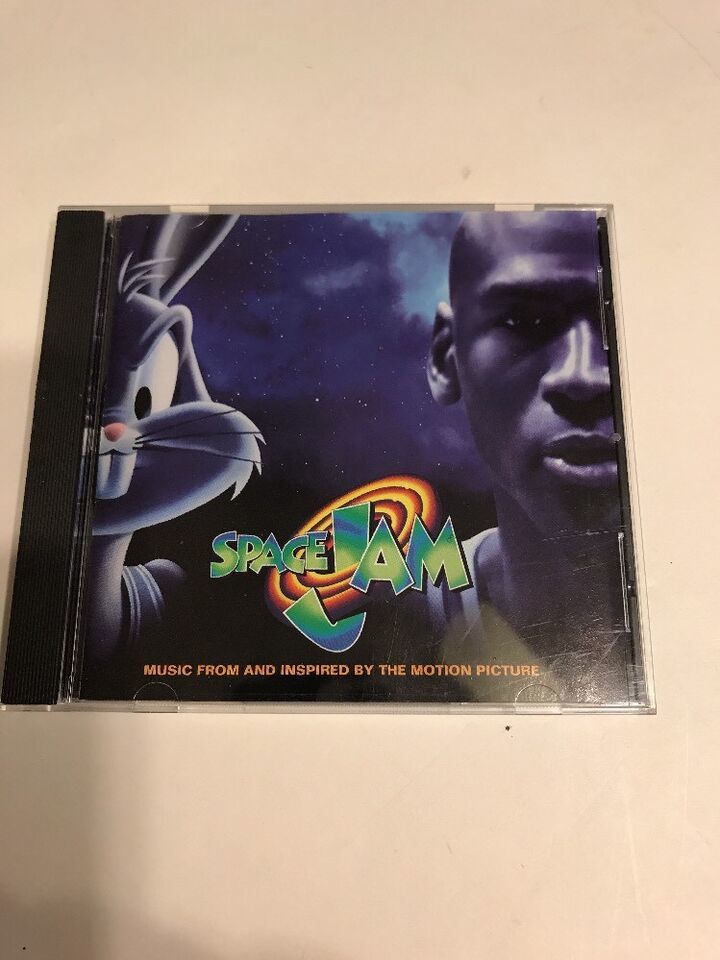 SPACE JAM
MUSIC FROM AND INSPIRED BY THE MOTION PICTURE